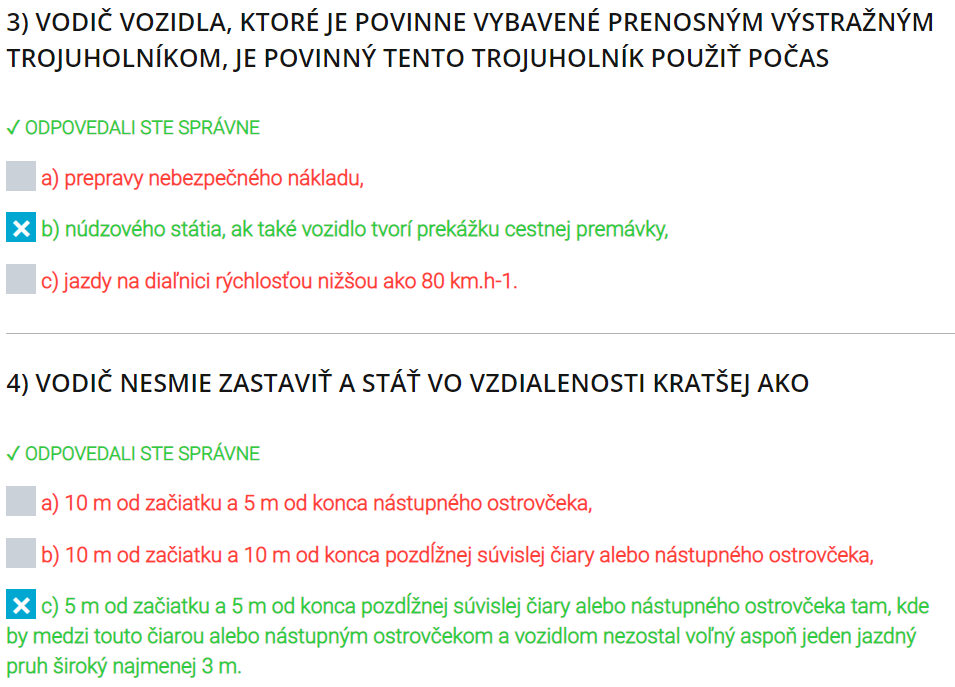 3) VODIČ VOZIDLA, KTORÉ JE POVINNE VYBAVENÉ PRENOSNÝM VÝSTRAŽNÝM
TROJUHOLNÍKOM, JE POVINNÝ TENTO TROJUHOLNÍK POUŽIŤ POČAS
✓ ODPOVEDALI STE SPRÁVNE
a) prepravy nebezpečného nákladu,
b) núdzového státia, ak také vozidlo tvorí prekážku cestnej premávky,
c) jazdy na diaľnici rýchlosťou nižšou ako 80 km.h-1.
4) VODIČ NESMIE ZASTAVIŤ A STÁŤ VO VZDIALENOSTI KRATŠEJ AKO
✓ ODPOVEDALI STE SPRÁVNE
a) 10 m od začiatku a 5 m od konca nástupného ostrovčeka,
b) 10 m od začiatku a 10 m od konca pozdĺžnej súvislej čiary alebo nástupného ostrovčeka,
c) 5 m od začiatku a 5 m od konca pozdĺžnej súvislej čiary alebo nástupného ostrovčeka tam, kde
by medzi touto čiarou alebo nástupným ostrovčekom a vozidlom nezostal voľný aspoň jeden jazdný
pruh široký najmenej 3 m.